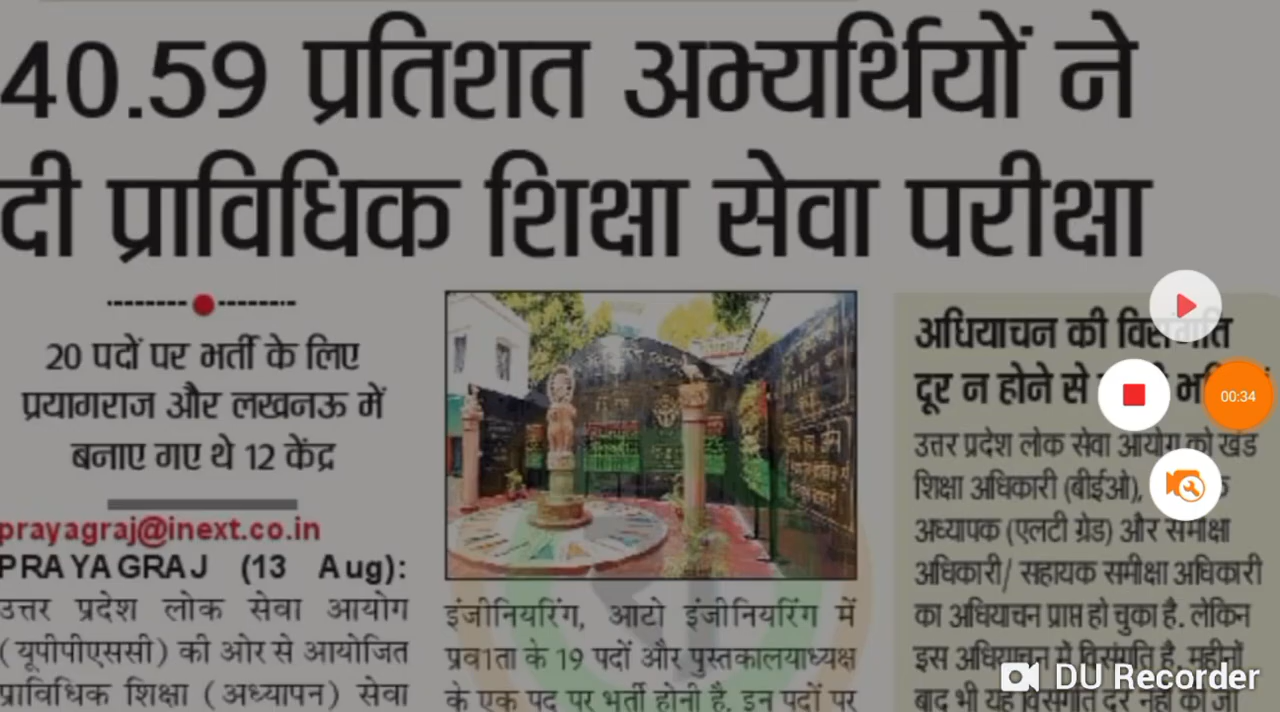 40.59 प्रतिशत अभ्यर्थियों ने
दी प्राविधिक शिक्षा सेवा परीक्षा
20 पदों पर भर्ती के लिए
प्रयागराज और लखनऊ में
बनाए गए थे 12 केंद्र
prayagraj@inext.co.in
PRAYAGRAJ (13 Aug):
उत्तर प्रदेश लोक सेवा आयोग
(यूपीपीएससी) की ओर से आयोजित
प्राविधिक शिक्षा (अध्यापन) सेवा
इंजीनियरिंग, आटो इंजीनियरिंग में
प्रव1ता के 19 पदों और पुस्तकालयाध्यक्ष
के एक पद पर भर्ती होनी है. इन पदों पर
अधियाचन की विसंगति
दूर न होने से
उत्तर प्रदेश लोक सेवा आयोग को खंड
शिक्षा अधिकारी (बीईओ),
अध्यापक (एलटी ग्रेड) और समीक्षा
अधिकारी/ सहायक समीक्षा अधिकारी
का अधियाचन प्राप्त हो चुका है. लेकिन
इस अधियाचन में विसंगति है. महीनों
बाद भी यह विसंगति दूर नहीं की जा
00:34
DU Recorder